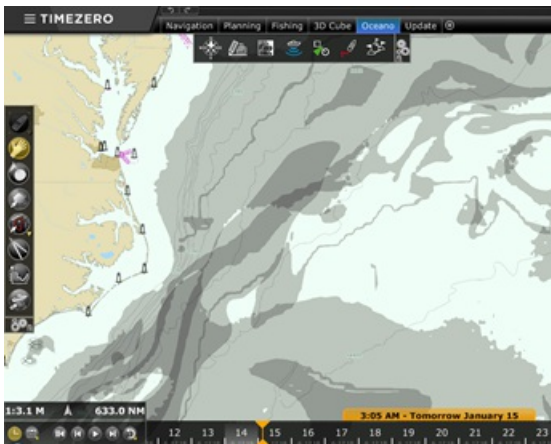 TIMEZERO
Navigation Planning Fishing 3D Cube Oceano Update
1:3.1 M 633.0 NM
3:05 AM - Tomorrow January 15
12 13 14 15 16 17 18 19 20 21 22 23